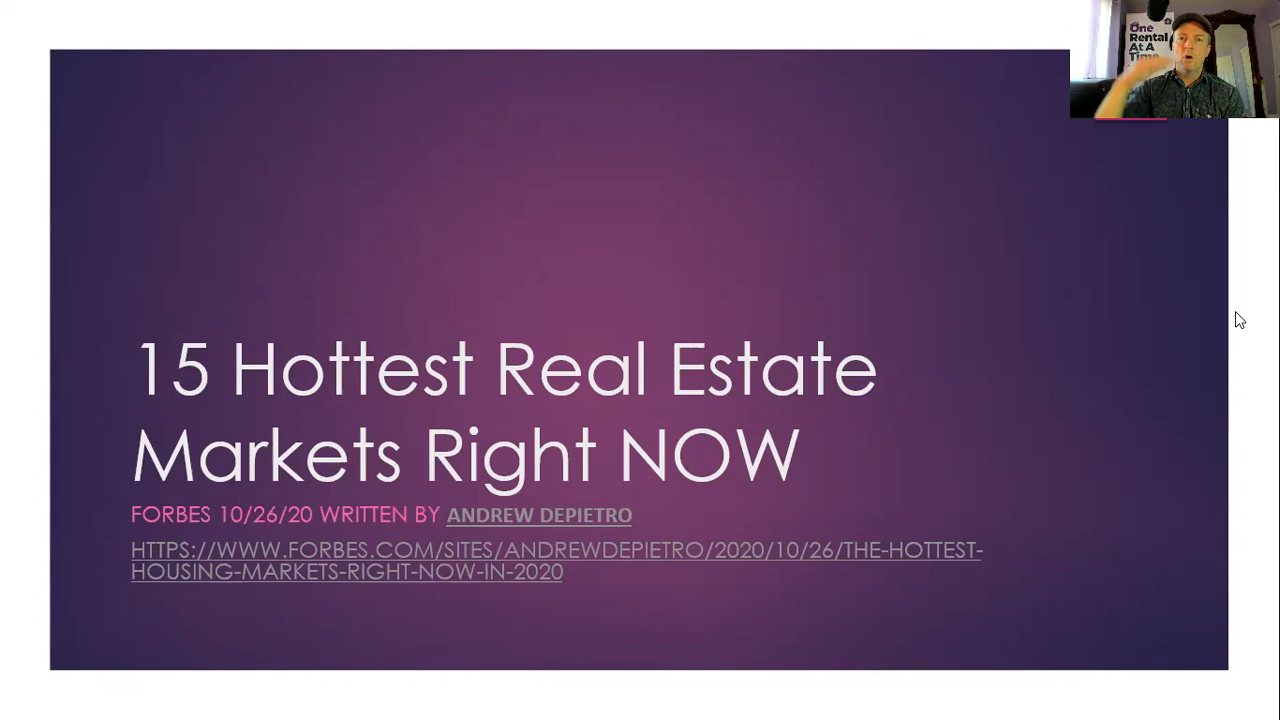 One
Rental
At A
Time
15 Hottest Real Estate
Markets Right NOW
FORBES 10/26/20 WRITTEN BY ANDREW DEPIETRO
HTTPS://WWW.FORBES.COM/SITES/ANDREWDEPIETRO/2020/10/26/THE-HOTTEST-
HOUSING-MARKETS-RIGHT-NOW-IN-2020